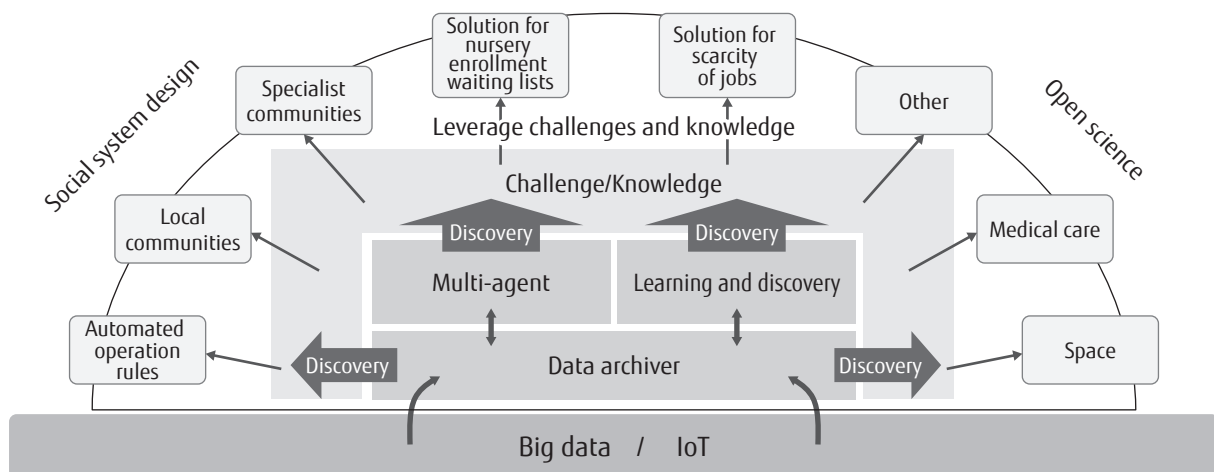 Solution for
nursery
enrollment
waiting lists
Solution for
scarcity
of jobs
Specialist
communities
Other
Social system design
Open science
Leverage challenges and knowledge
Challenge/Knowledge
Local
communities
Discovery
Discovery
Medical care
Multi-agent
Learning and discovery
Automated
operation
rules
Discovery
Data archiver
Discovery
Space
Big data / IoT